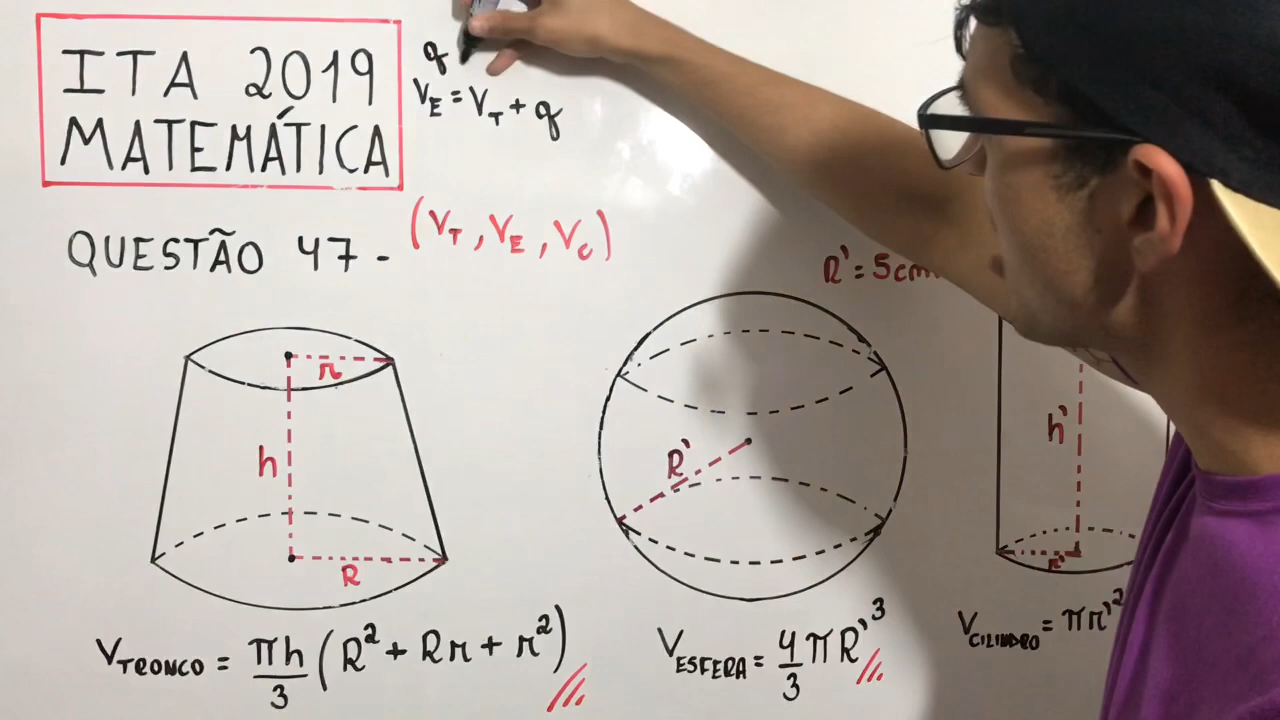 ITA 2019
MATEMÁTICA
q
V_E = V_T + q
QUESTÃO 47 - (V_T, V_E, V_C)
R' = 5cm
r
h
R
R'
h'
r'
V_TRONCO = πh/3 (R² + Rr + r²)
V_ESFERA = 4/3 πR'³
V_CILINDRO = πr'²